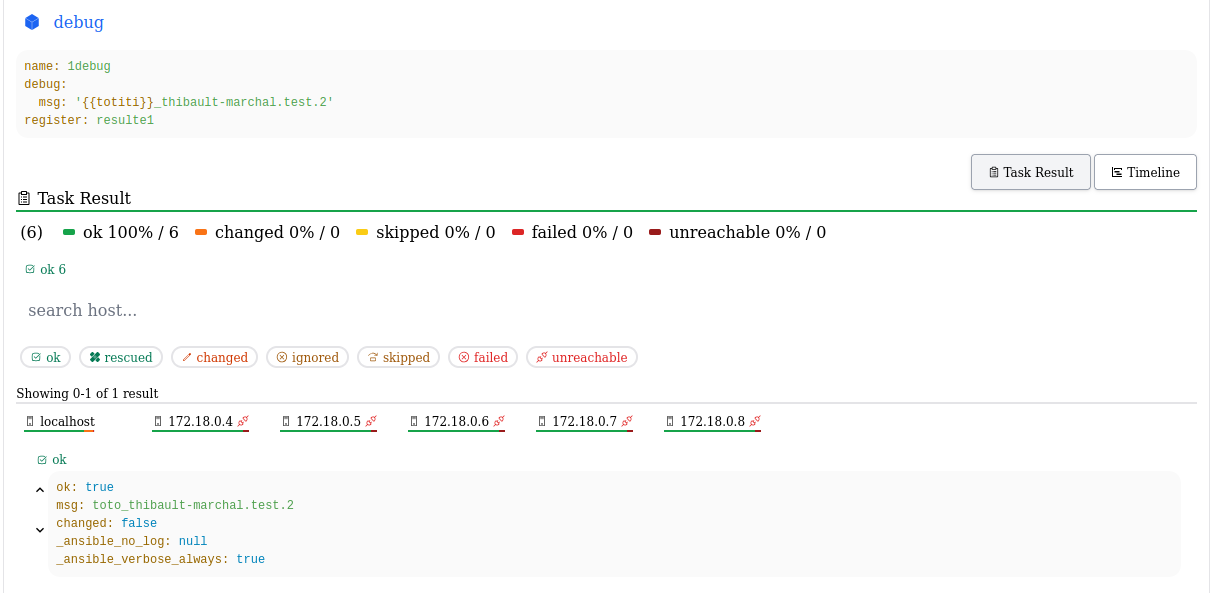 debug
name: 1debug
debug:
  msg: '{{totiti}}_thibault-marchal.test.2'
register: resulte1
Task Result Timeline
Task Result
(6) ok 100% / 6 changed 0% / 0 skipped 0% / 0 failed 0% / 0 unreachable 0% / 0
ok 6
search host...
ok rescued changed ignored skipped failed unreachable
Showing 0-1 of 1 result
localhost 172.18.0.4 172.18.0.5 172.18.0.6 172.18.0.7 172.18.0.8
ok
ok: true
msg: toto_thibault-marchal.test.2
changed: false
_ansible_no_log: null
_ansible_verbose_always: true